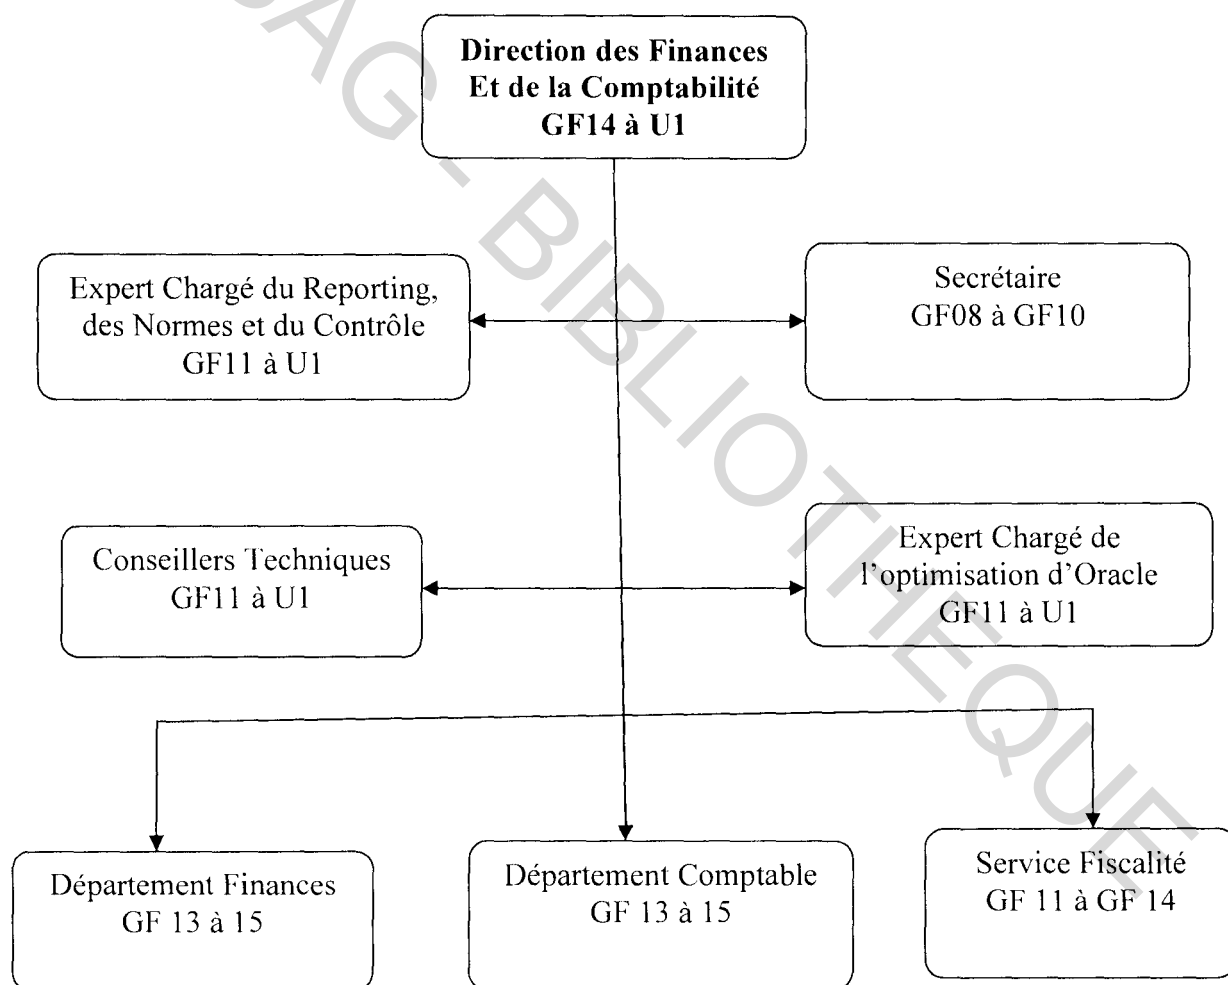 Direction des Finances
Et de la Comptabilité
GF14 à U1
Expert Chargé du Reporting,
des Normes et du Contrôle
GF11 à U1
Secrétaire
GF08 à GF10
Conseillers Techniques
GF11 à U1
Expert Chargé de
l'optimisation d'Oracle
GF11 à U1
Département Finances
GF 13 à 15
Département Comptable
GF 13 à 15
Service Fiscalité
GF 11 à GF 14
AG - BIBLIOTHEQUE